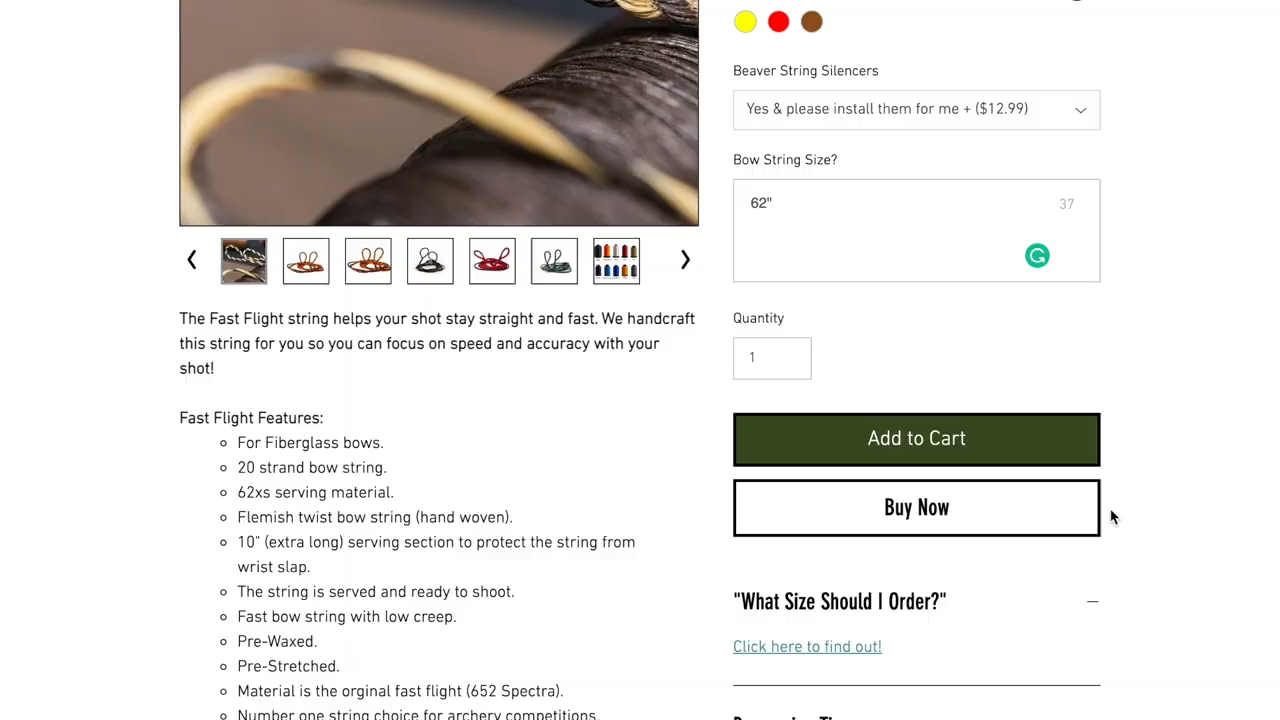 Beaver String Silencers
Yes & please install them for me + ($12.99)
Bow String Size?
62"
37
Quantity
1
Add to Cart
Buy Now
"What Size Should I Order?"
Click here to find out!
The Fast Flight string helps your shot stay straight and fast. We handcraft
this string for you so you can focus on speed and accuracy with your
shot!
Fast Flight Features:
For Fiberglass bows.
20 strand bow string.
62xs serving material.
Flemish twist bow string (hand woven).
10" (extra long) serving section to protect the string from
wrist slap.
The string is served and ready to shoot.
Fast bow string with low creep.
Pre-Waxed.
Pre-Stretched.
Material is the orginal fast flight (652 Spectra).
Number one string choice for archery competitions.